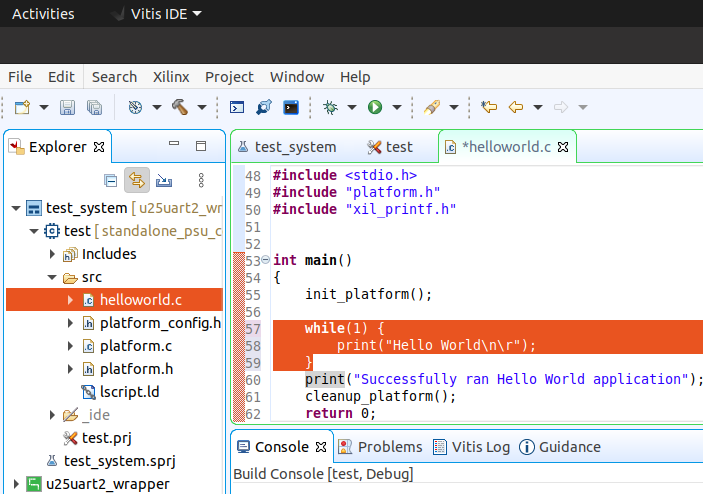 Activities Vitis IDE
File Edit Search Xilinx Project Window Help
Explorer
test_system [ u25uart2_wr
test [ standalone_psu_c
Includes
src
helloworld.c
platform_config.h
platform.c
platform.h
lscript.ld
_ide
test.prj
test_system.sprj
u25uart2_wrapper
test_system test *helloworld.c
48 #include <stdio.h>
49 #include "platform.h"
50 #include "xil_printf.h"
51
52
53 int main()
54 {
55 init_platform();
56
57 while(1) {
58 print("Hello World\n\r");
59 }
60 print("Successfully ran Hello World application");
61 cleanup_platform();
62 return 0;
Console Problems Vitis Log Guidance
Build Console [test, Debug]